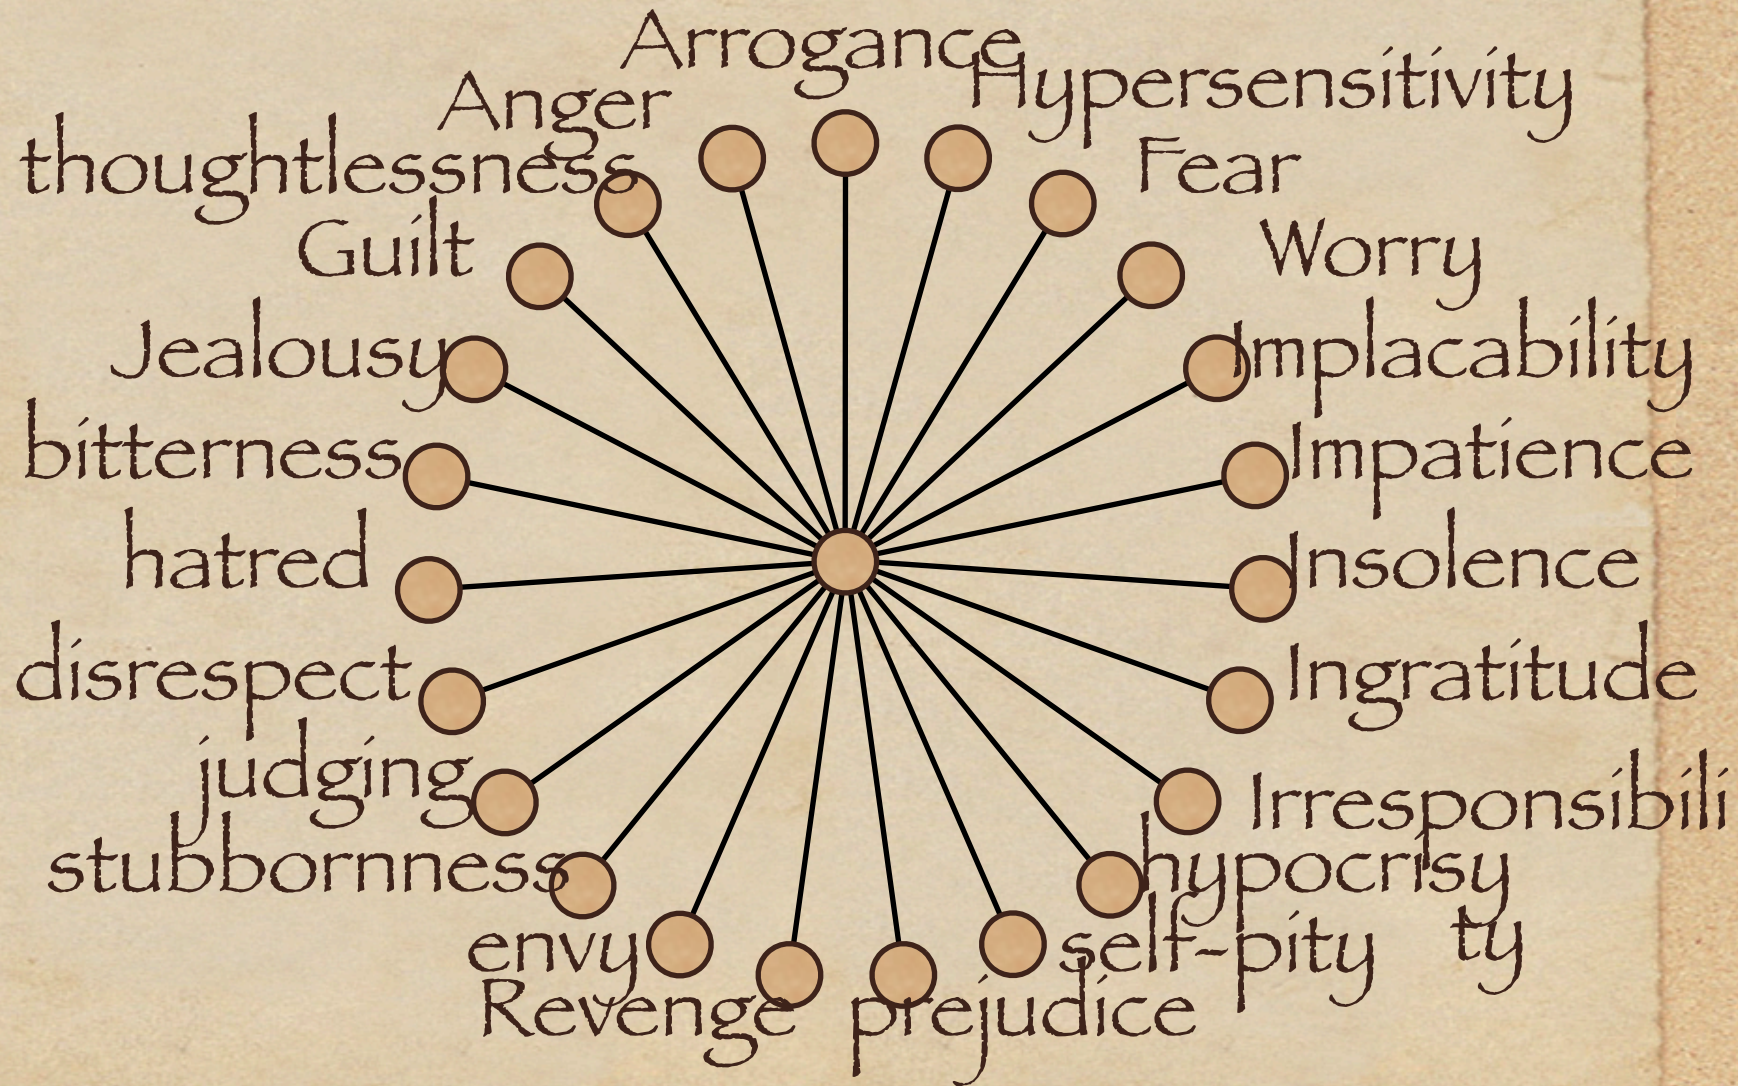 Arrogance
Hypersensitivity
Anger
Fear
thoughtlessness
Guilt
Worry
Jealousy
Implacability
bitterness
Impatience
hatred
Insolence
disrespect
Ingratitude
judging
Irresponsibili
ty
stubbornness
hypocrisy
envy
self-pity
Revenge
prejudice